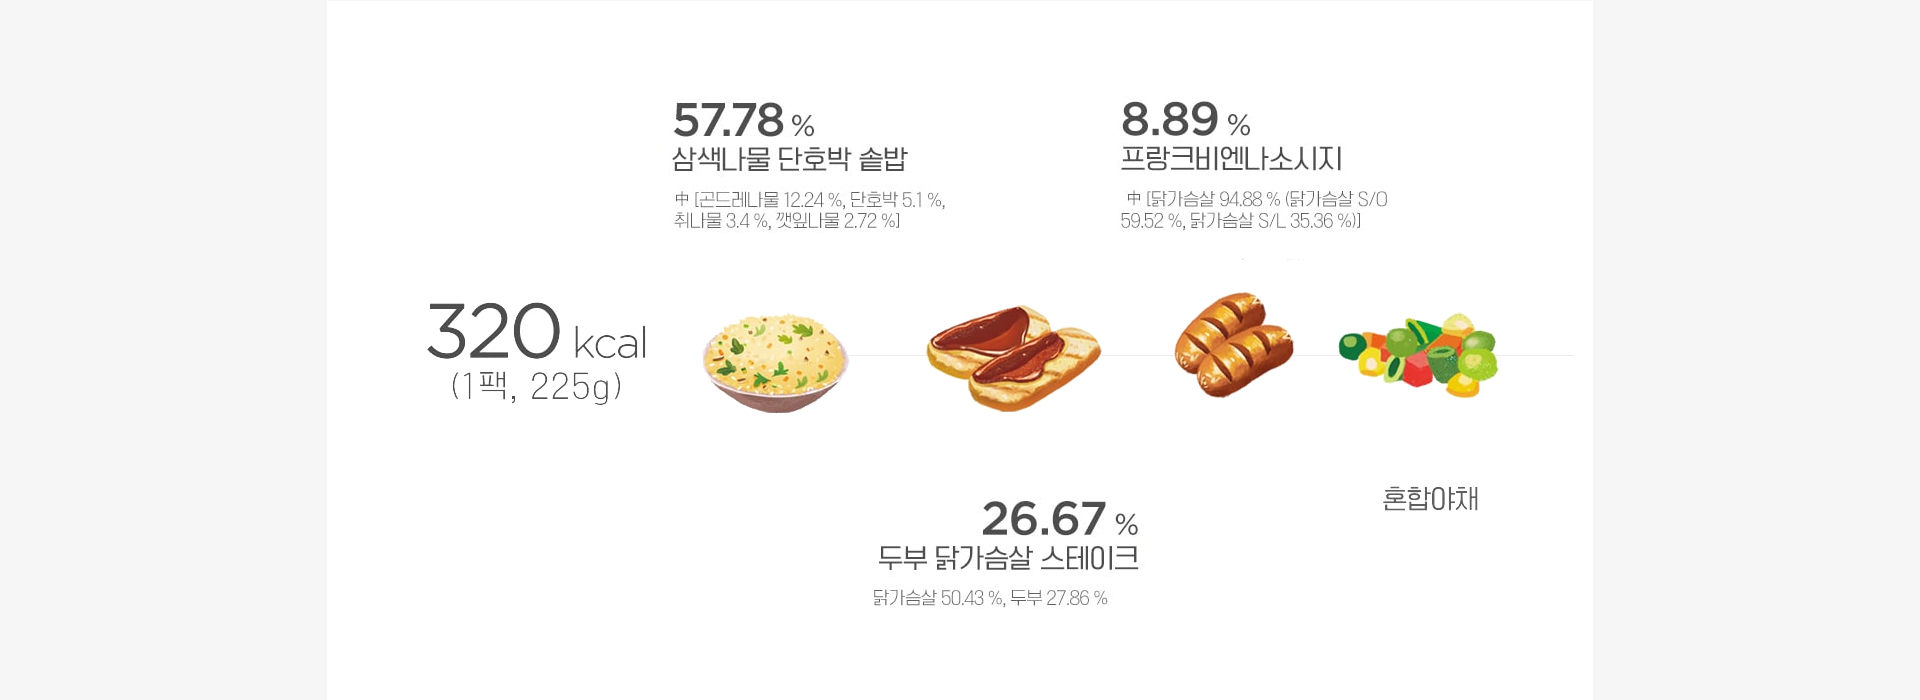 57.78 %
삼색나물 단호박 솥밥
中 [곤드레나물 12.24 %, 단호박 5.1 %,
취나물 3.4 %, 깻잎나물 2.72 %]
8.89 %
프랑크비엔나소시지
中 [닭가슴살 94.88 % (닭가슴살 S/O
59.52 %, 닭가슴살 S/L 35.36 %)]
320 kcal
(1팩, 225g)
26.67 %
두부 닭가슴살 스테이크
닭가슴살 50.43 %, 두부 27.86 %
혼합야채